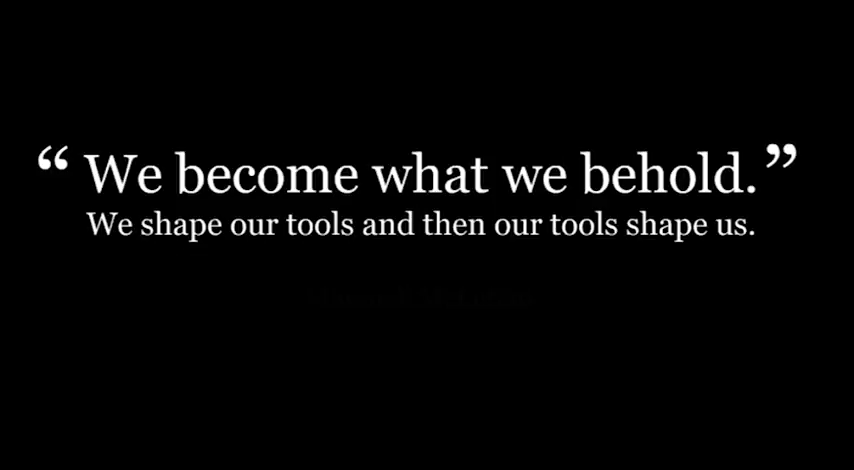 “ We become what we behold. ”
We shape our tools and then our tools shape us.